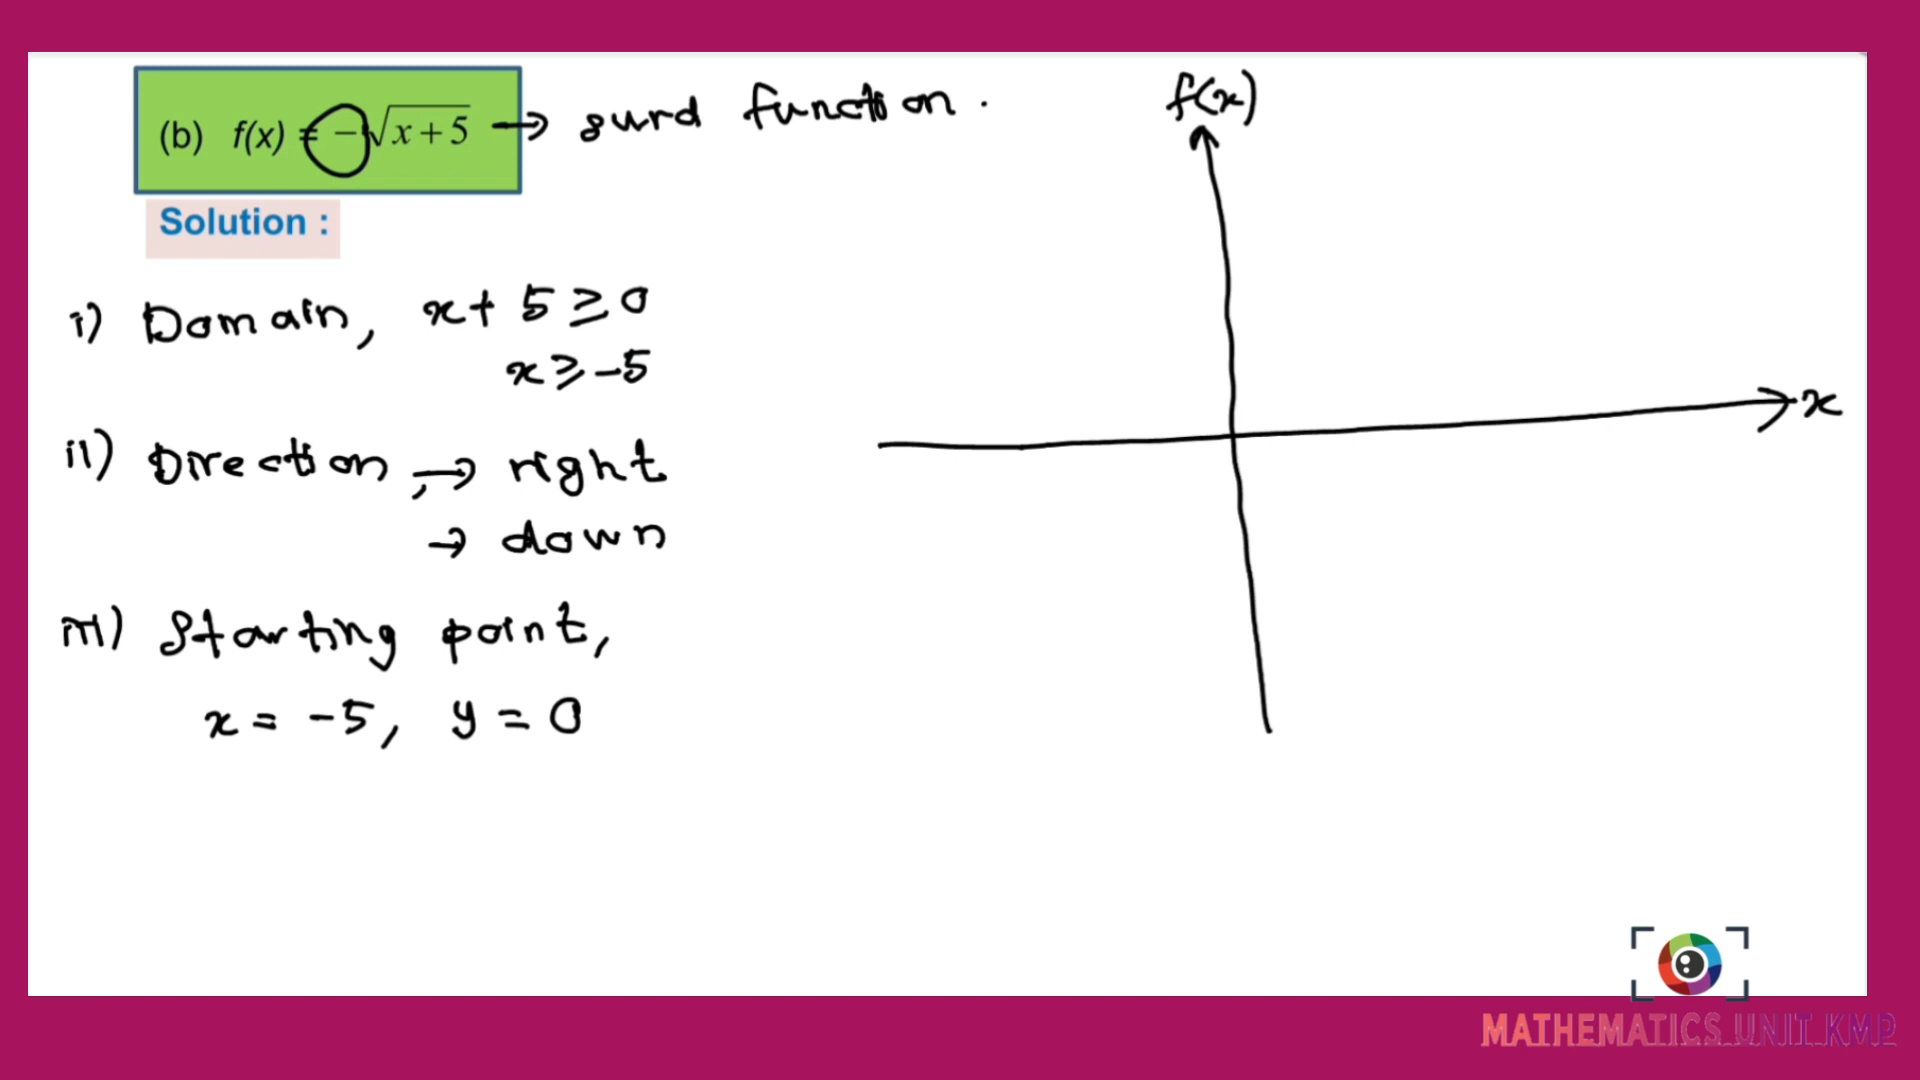 (b) f(x) = -√x+5 → surd function.
Solution :
i) Domain, x + 5 ≥ 0
x ≥ -5
ii) Direction, → right
→ down
iii) Starting point,
x = -5, y = 0
f(x)
x
MATHEMATICS UNIT KMP